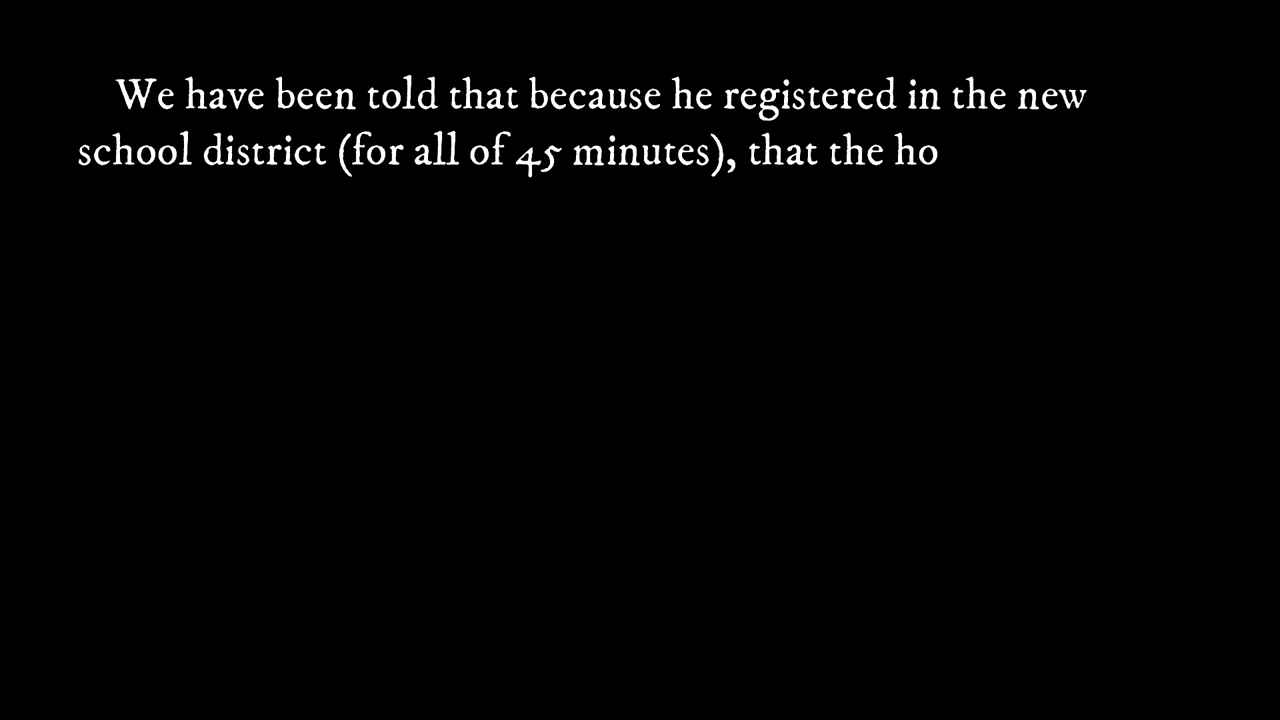 We have been told that because he registered in the new
school district (for all of 45 minutes), that the ho